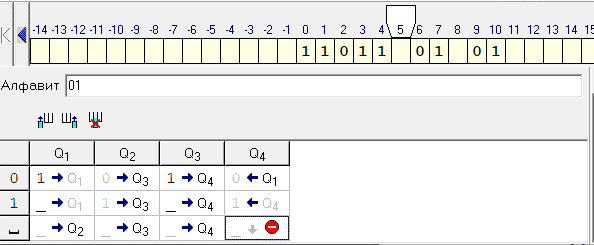 -14 -13 -12 -11 -10 -9 -8 -7 -6 -5 -4 -3 -2 -1 0 1 2 3 4 5 6 7 8 9 10 11 12 13 14 15
1 1 0 1 1 0 1 0 1
Алфавит 01
Q1 Q2 Q3 Q4
0 1 → Q1 0 → Q3 1 → Q4 0 ← Q1
1 _ → Q1 1 → Q3 _ → Q4 1 ← Q4
_ → Q2 _ → Q3 _ → Q4 _